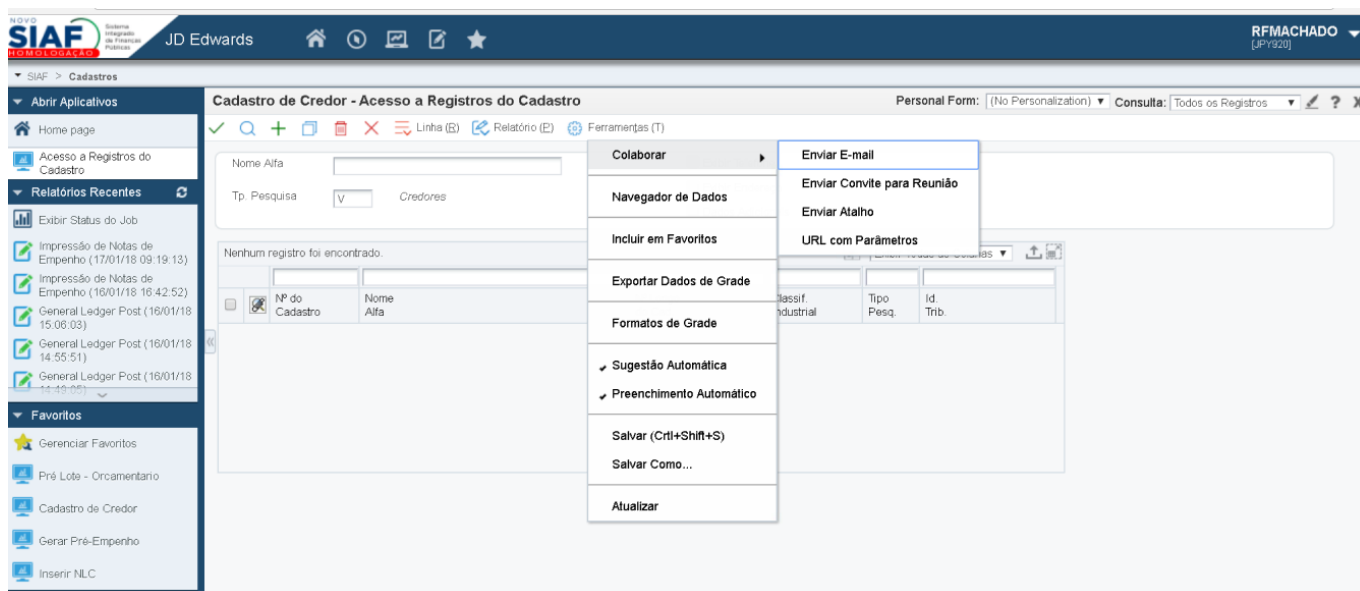 NOVO
SIAF
Sistema
Integrado
de Finanças
Públicas
HOMOLOGAÇÃO
JD Edwards
RFMACHADO
[JPY920]
SIAF > Cadastros
Abrir Aplicativos
Home page
Acesso a Registros do
Cadastro
Relatórios Recentes
Exibir Status do Job
Impressão de Notas de
Empenho (17/01/18 09:19:13)
Impressão de Notas de
Empenho (16/01/18 16:42:52)
General Ledger Post (16/01/18
15:06:03)
General Ledger Post (16/01/18
14:55:51)
General Ledger Post (16/01/18
14:49:05)
Favoritos
Gerenciar Favoritos
Pré Lote - Orcamentario
Cadastro de Credor
Gerar Pré-Empenho
Inserir NLC
Cadastro de Credor - Acesso a Registros do Cadastro
Personal Form: (No Personalization) Consulta: Todos os Registros
Linha (R) Relatório (P) Ferramentas (T)
Nome Alfa
Tp. Pesquisa V Credores
Nenhum registro foi encontrado.
Nº do
Cadastro
Nome
Alfa
Classif.
Industrial
Tipo
Pesq.
Id.
Trib.
Colaborar
Navegador de Dados
Incluir em Favoritos
Exportar Dados de Grade
Formatos de Grade
Sugestão Automática
Preenchimento Automático
Salvar (Crtl+Shift+S)
Salvar Como...
Atualizar
Enviar E-mail
Enviar Convite para Reunião
Enviar Atalho
URL com Parâmetros